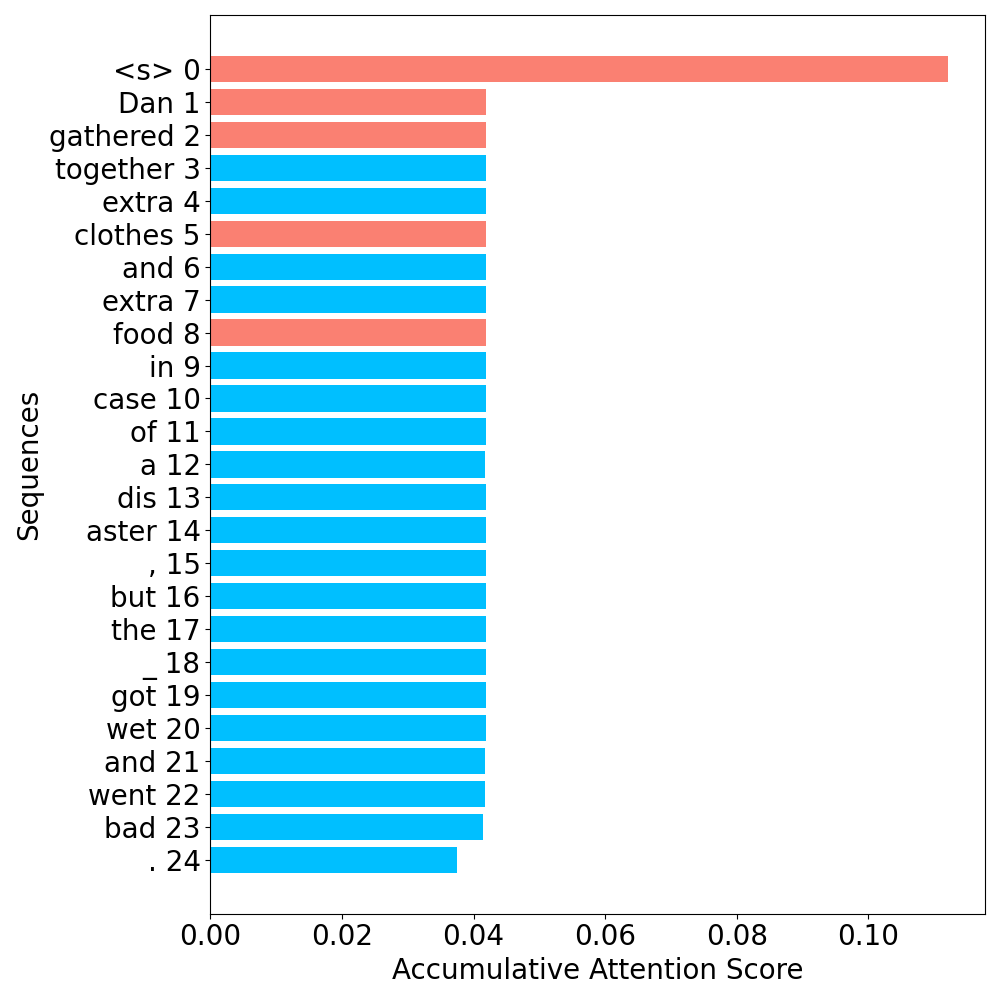 <s> 0
Dan 1
gathered 2
together 3
extra 4
clothes 5
and 6
extra 7
food 8
in 9
case 10
of 11
a 12
dis 13
aster 14
, 15
but 16
the 17
_ 18
got 19
wet 20
and 21
went 22
bad 23
. 24
Sequences
0.00 0.02 0.04 0.06 0.08 0.10
Accumulative Attention Score